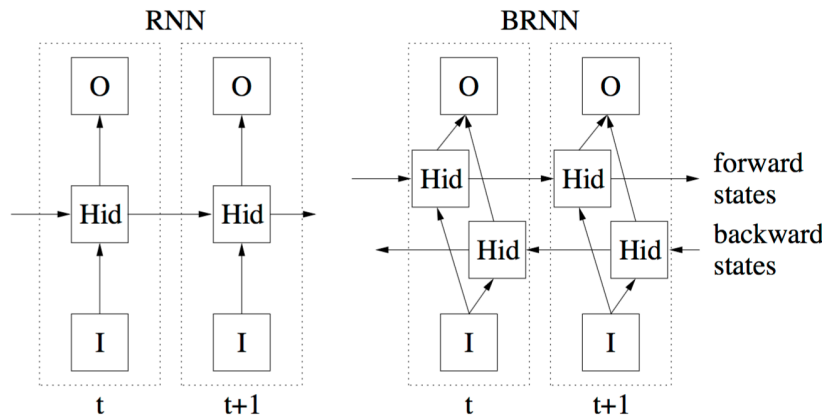 RNN
O
O
Hid
Hid
I
I
t
t+1
BRNN
O
O
Hid
Hid
forward
states
Hid
Hid
backward
states
I
I
t
t+1